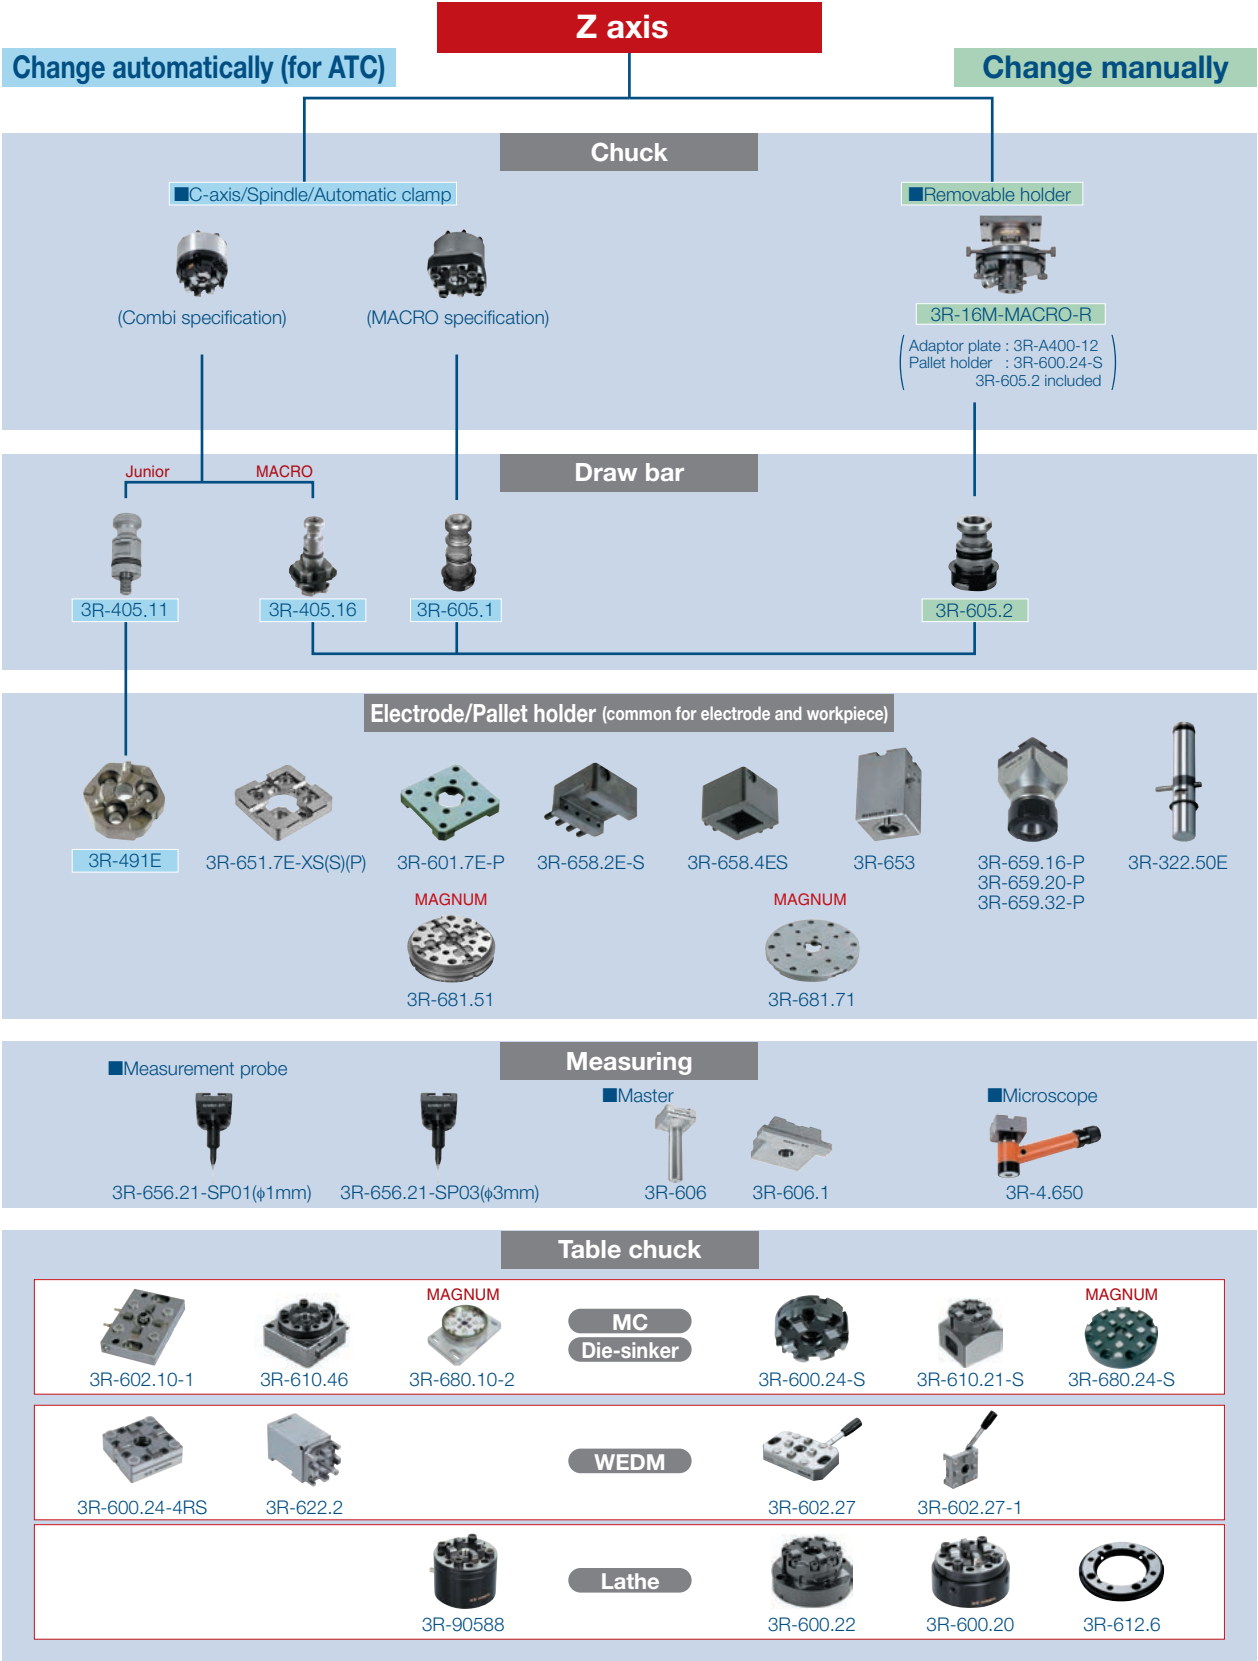 Z axis
Change automatically (for ATC)
Change manually
Chuck
■C-axis/Spindle/Automatic clamp
■Removable holder
(Combi specification)
(MACRO specification)
3R-16M-MACRO-R
Adaptor plate : 3R-A400-12
Pallet holder : 3R-600.24-S
3R-605.2 included
Draw bar
Junior
MACRO
3R-405.11
3R-405.16
3R-605.1
3R-605.2
Electrode/Pallet holder (common for electrode and workpiece)
3R-491E
3R-651.7E-XS(S)(P)
3R-601.7E-P
3R-658.2E-S
3R-658.4ES
3R-653
3R-659.16-P
3R-659.20-P
3R-659.32-P
3R-322.50E
MAGNUM
3R-681.51
MAGNUM
3R-681.71
Measuring
■Measurement probe
■Master
■Microscope
3R-656.21-SP01(φ1mm)
3R-656.21-SP03(φ3mm)
3R-606
3R-606.1
3R-4.650
Table chuck
MAGNUM
MC
Die-sinker
MAGNUM
3R-602.10-1
3R-610.46
3R-680.10-2
3R-600.24-S
3R-610.21-S
3R-680.24-S
WEDM
3R-600.24-4RS
3R-622.2
3R-602.27
3R-602.27-1
Lathe
3R-90588
3R-600.22
3R-600.20
3R-612.6